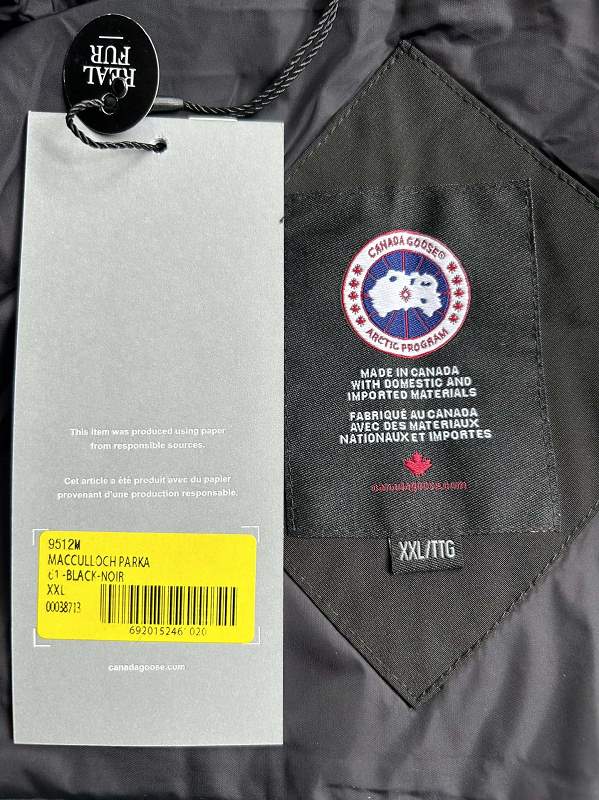 REAL
FUR
This item was produced using paper
from responsible sources.
Cet article a été produit avec du papier
provenant d'une production responsable.
9512M
MACCULLOCH PARKA
61-BLACK-NOIR
XXL
00038713
6920152461020
canadagoose.com
CANADA GOOSE®
ARCTIC PROGRAM
MADE IN CANADA
WITH DOMESTIC AND
IMPORTED MATERIALS
FABRIQUÉ AU CANADA
AVEC DES MATÉRIAUX
NATIONAUX ET IMPORTÉS
canadagoose.com
XXL/TTG